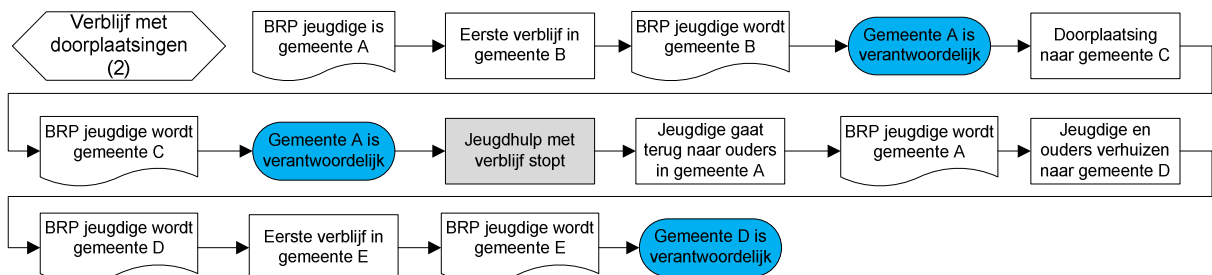 Verblijf met
doorplaatsingen
(2)
BRP jeugdige is
gemeente A
Eerste verblijf in
gemeente B
BRP jeugdige wordt
gemeente B
Gemeente A is
verantwoordelijk
Doorplaatsing
naar gemeente C
BRP jeugdige wordt
gemeente C
Gemeente A is
verantwoordelijk
Jeugdhulp met
verblijf stopt
Jeugdige gaat
terug naar ouders
in gemeente A
BRP jeugdige wordt
gemeente A
Jeugdige en
ouders verhuizen
naar gemeente D
BRP jeugdige wordt
gemeente D
Eerste verblijf in
gemeente E
BRP jeugdige wordt
gemeente E
Gemeente D is
verantwoordelijk